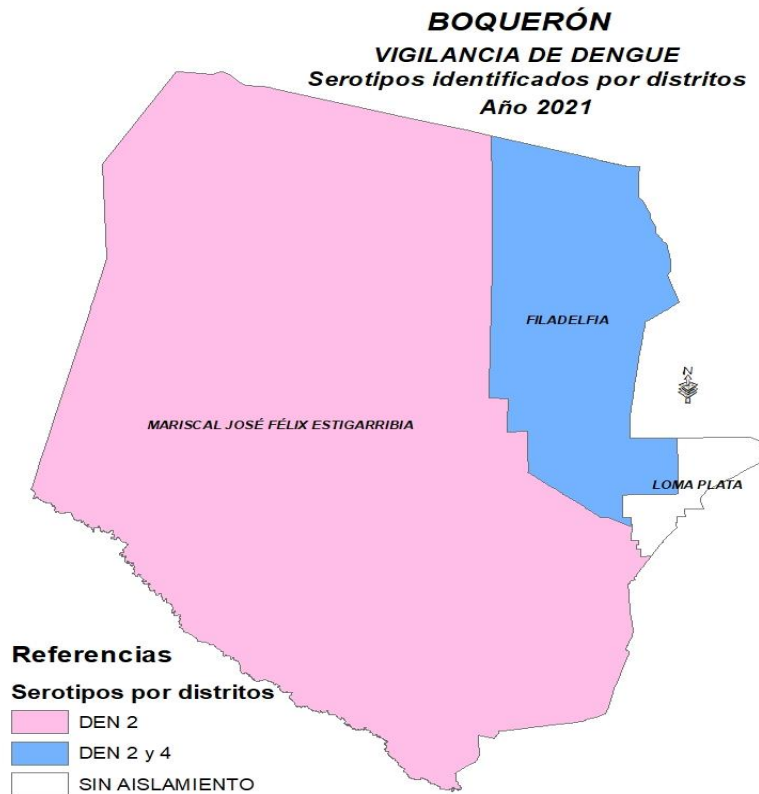 BOQUERÓN
VIGILANCIA DE DENGUE
Serotipos identificados por distritos
Año 2021
FILADELFIA
N
MARISCAL JOSÉ FÉLIX ESTIGARRIBIA
LOMA PLATA
Referencias
Serotipos por distritos
DEN 2
DEN 2 y 4
SIN AISLAMIENTO